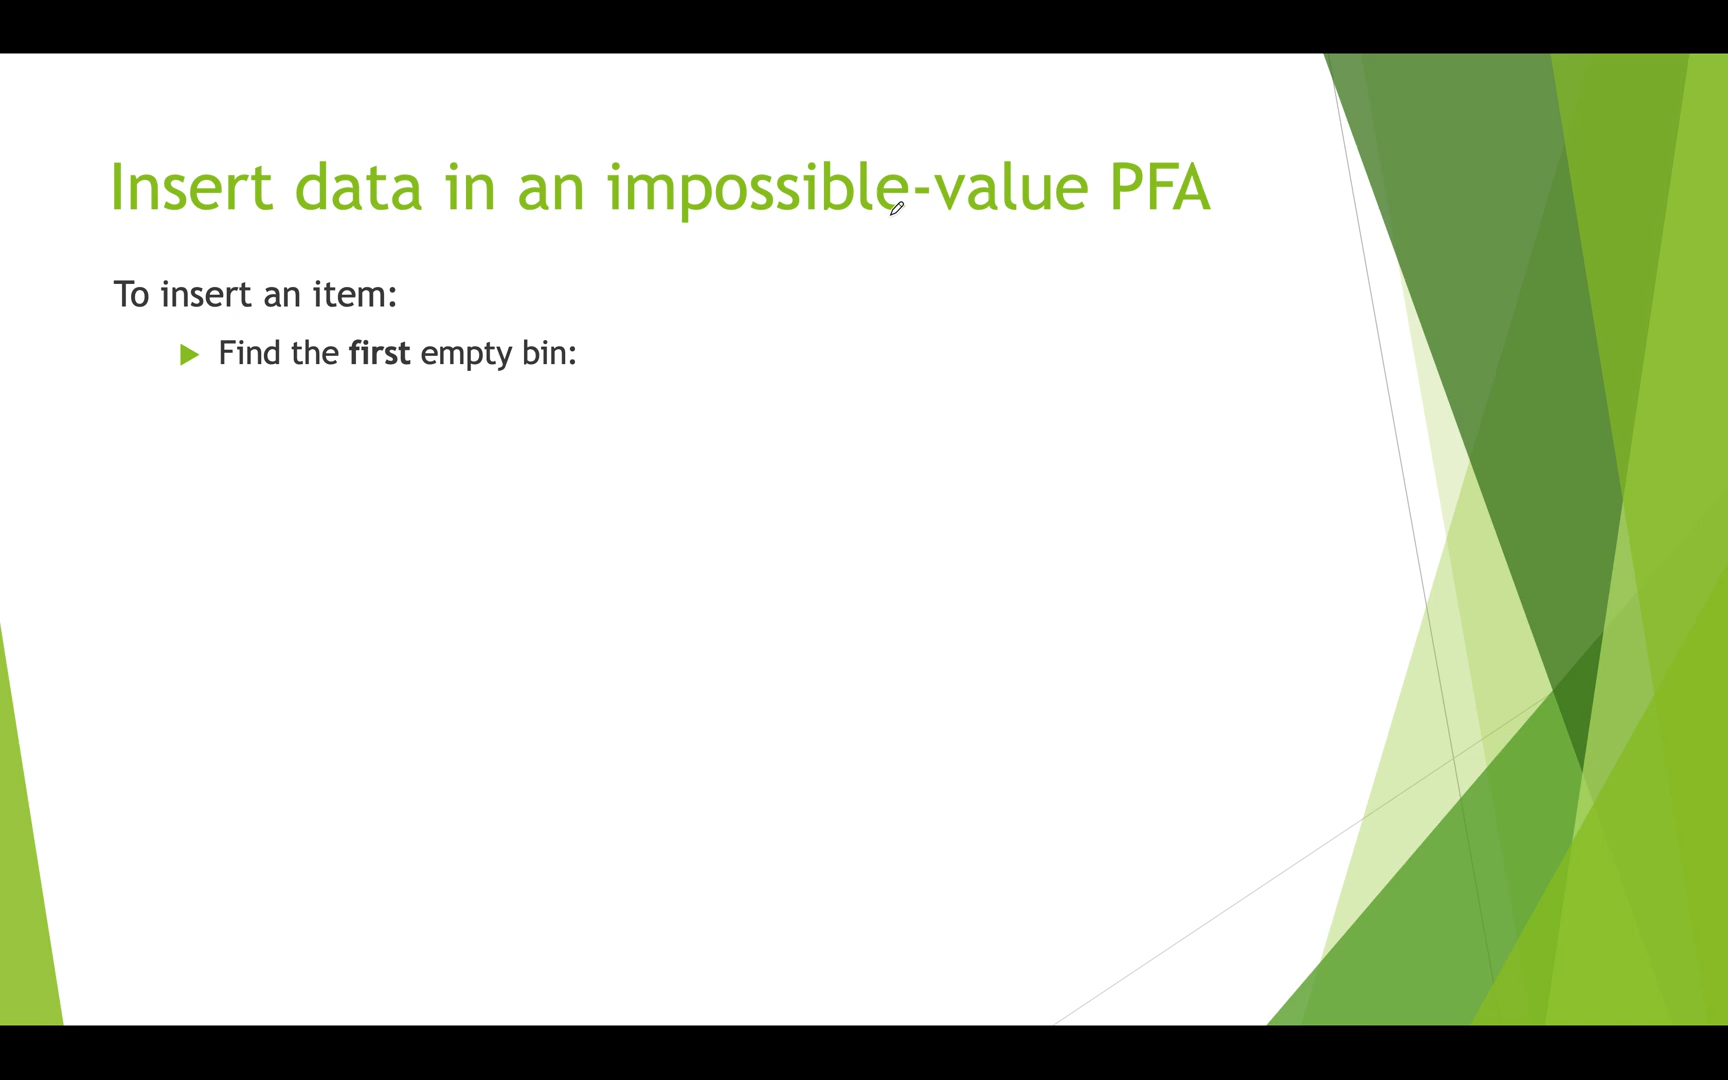 Insert data in an impossible-value PFA
To insert an item:
Find the first empty bin: